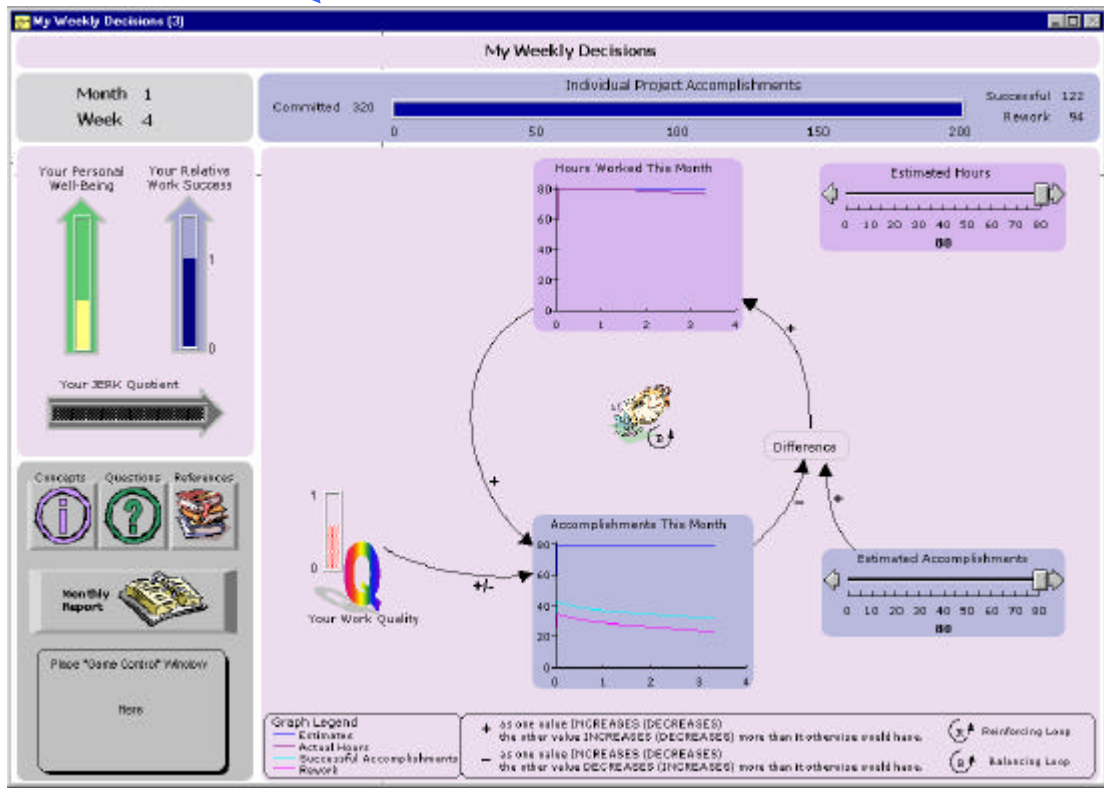 My Weekly Decisions (3)
My Weekly Decisions
Month 1
Week 4
Individual Project Accomplishments
Committed 320
Successful 122
Rework 94
0 50 100 150 200
Your Personal
Well-Being
Your Relative
Work Success
1
0
Your JERK Quotient
Hours Worked This Month
80
60
40
20
0
0 1 2 3 4
Estimated Hours
0 10 20 30 40 50 60 70 80
80
+
Difference
+
-
+
B
Concepts
Questions
References
Monthly
Report
Place "Game Control" Window
Here
1
0
Q
Your Work Quality
+/-
Accomplishments This Month
80
60
40
20
0
0 1 2 3 4
Estimated Accomplishments
0 10 20 30 40 50 60 70 80
80
Graph Legend
Estimates
Actual Hours
Successful Accomplishments
Rework
+ as one value INCREASES (DECREASES)
the other value INCREASES (DECREASES) more than it otherwise would have.
- as one value INCREASES (DECREASES)
the other value DECREASES (INCREASES) more than it otherwise would have.
R Reinforcing Loop
B Balancing Loop